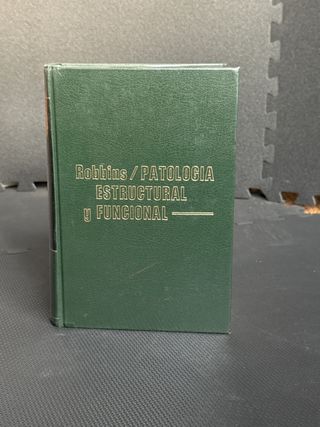 Robbins / PATOLOGIA
ESTRUCTURAL
y FUNCIONAL